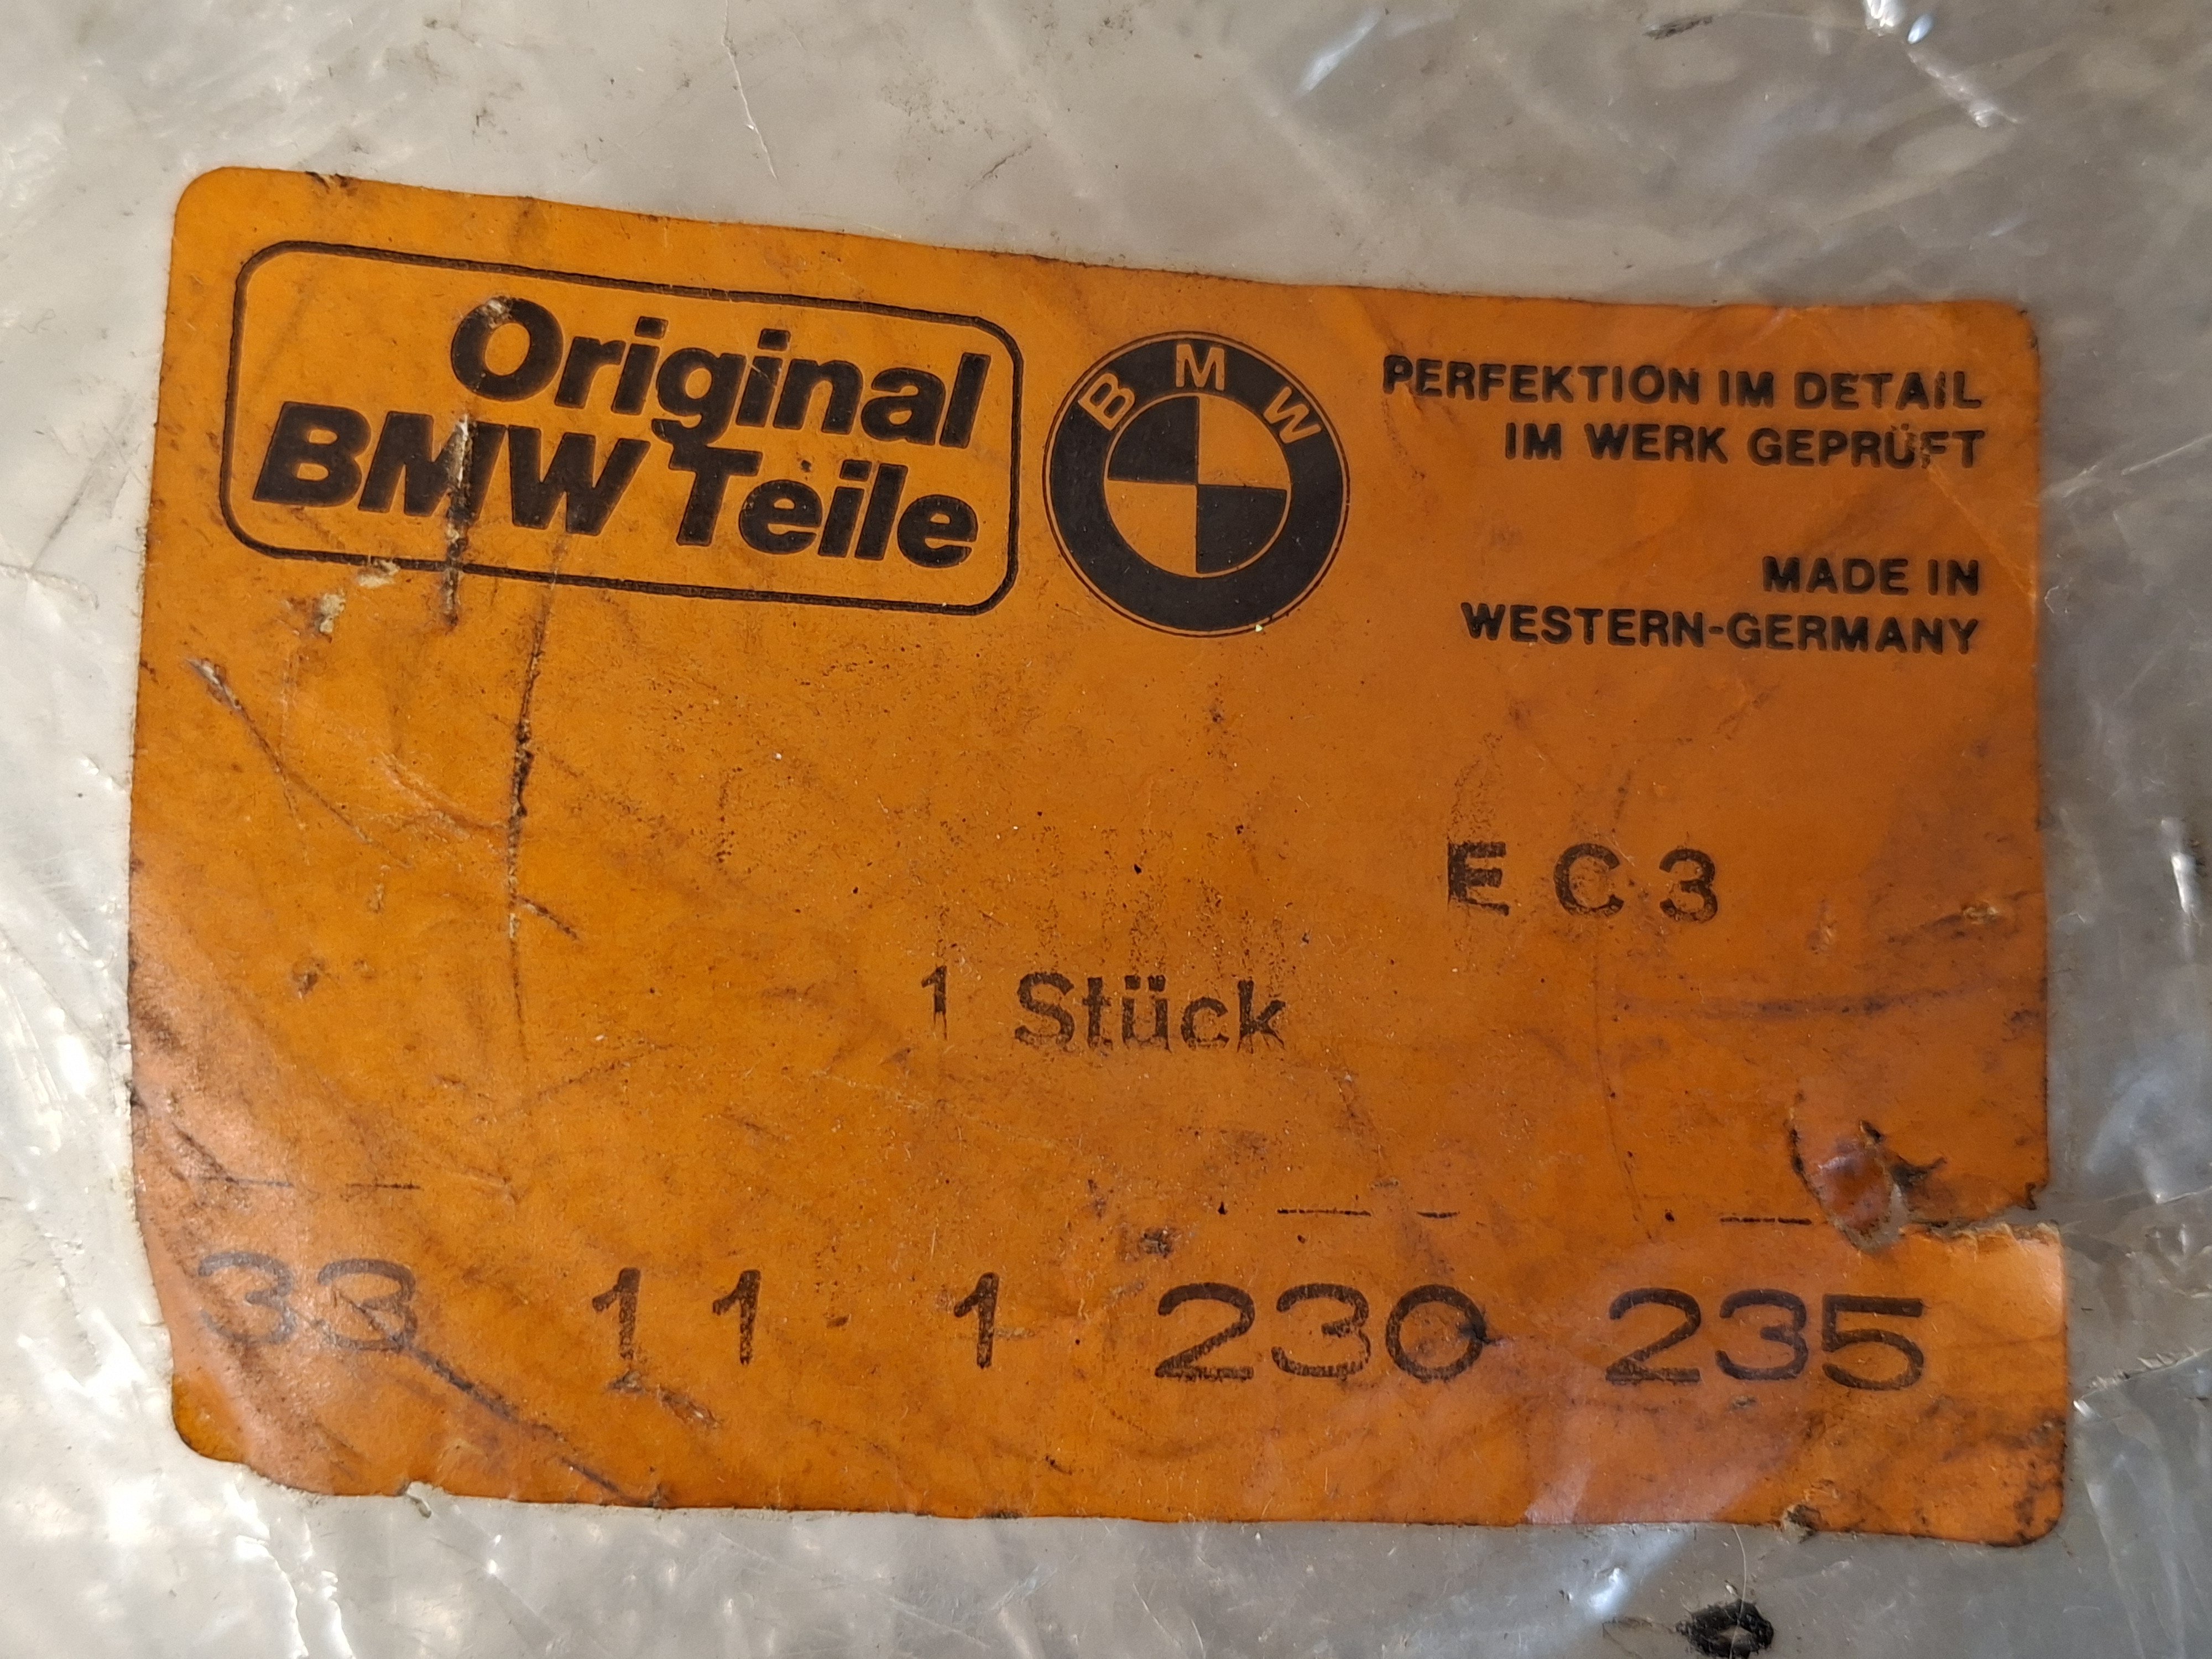 Original
BMW Teile
BMW
PERFEKTION IM DETAIL
IM WERK GEPRÜFT
MADE IN
WESTERN-GERMANY
E C 3
1 Stück
33 11 1 230 235